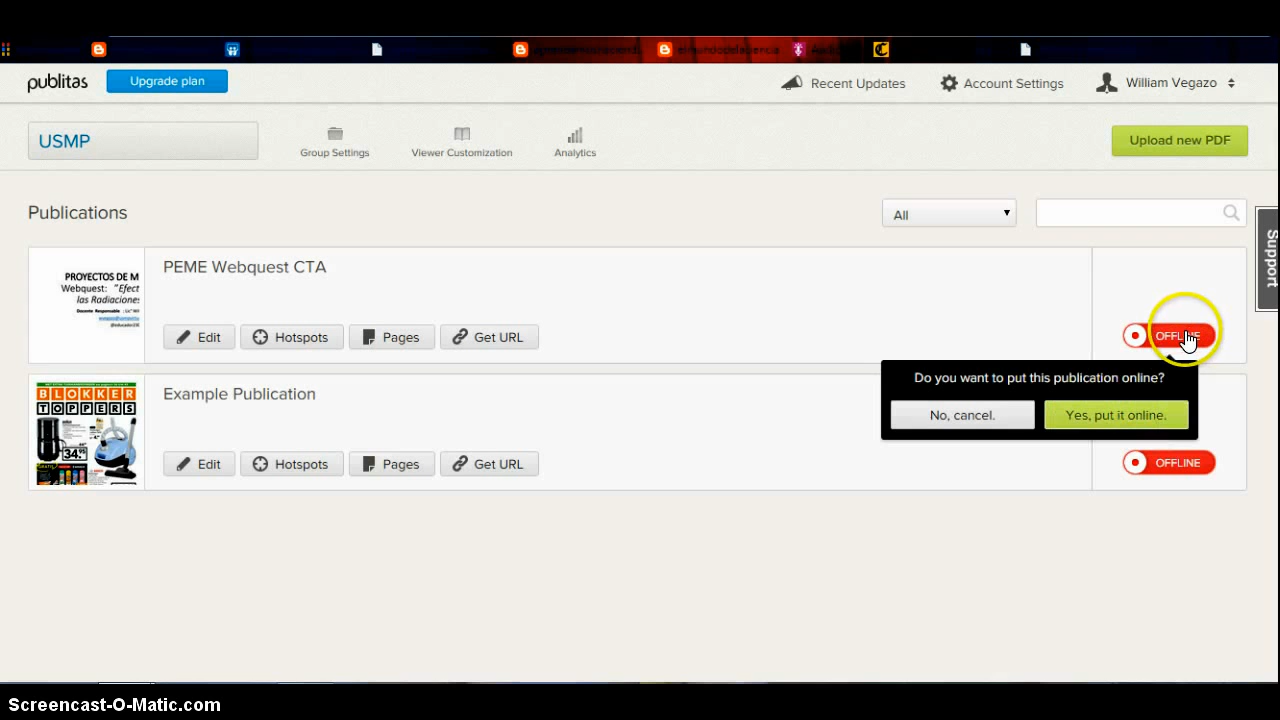 publitas
Upgrade plan
Recent Updates
Account Settings
William Vegazo
USMP
Group Settings
Viewer Customization
Analytics
Upload new PDF
Publications
All
Support
PROYECTOS DE M
Webquest: "Efect
las Radiacione
PEME Webquest CTA
Edit
Hotspots
Pages
Get URL
OFFLINE
Do you want to put this publication online?
No, cancel.
Yes, put it online.
BLOKKER
TOPPERS
34.95
Example Publication
Edit
Hotspots
Pages
Get URL
OFFLINE
Screencast-O-Matic.com